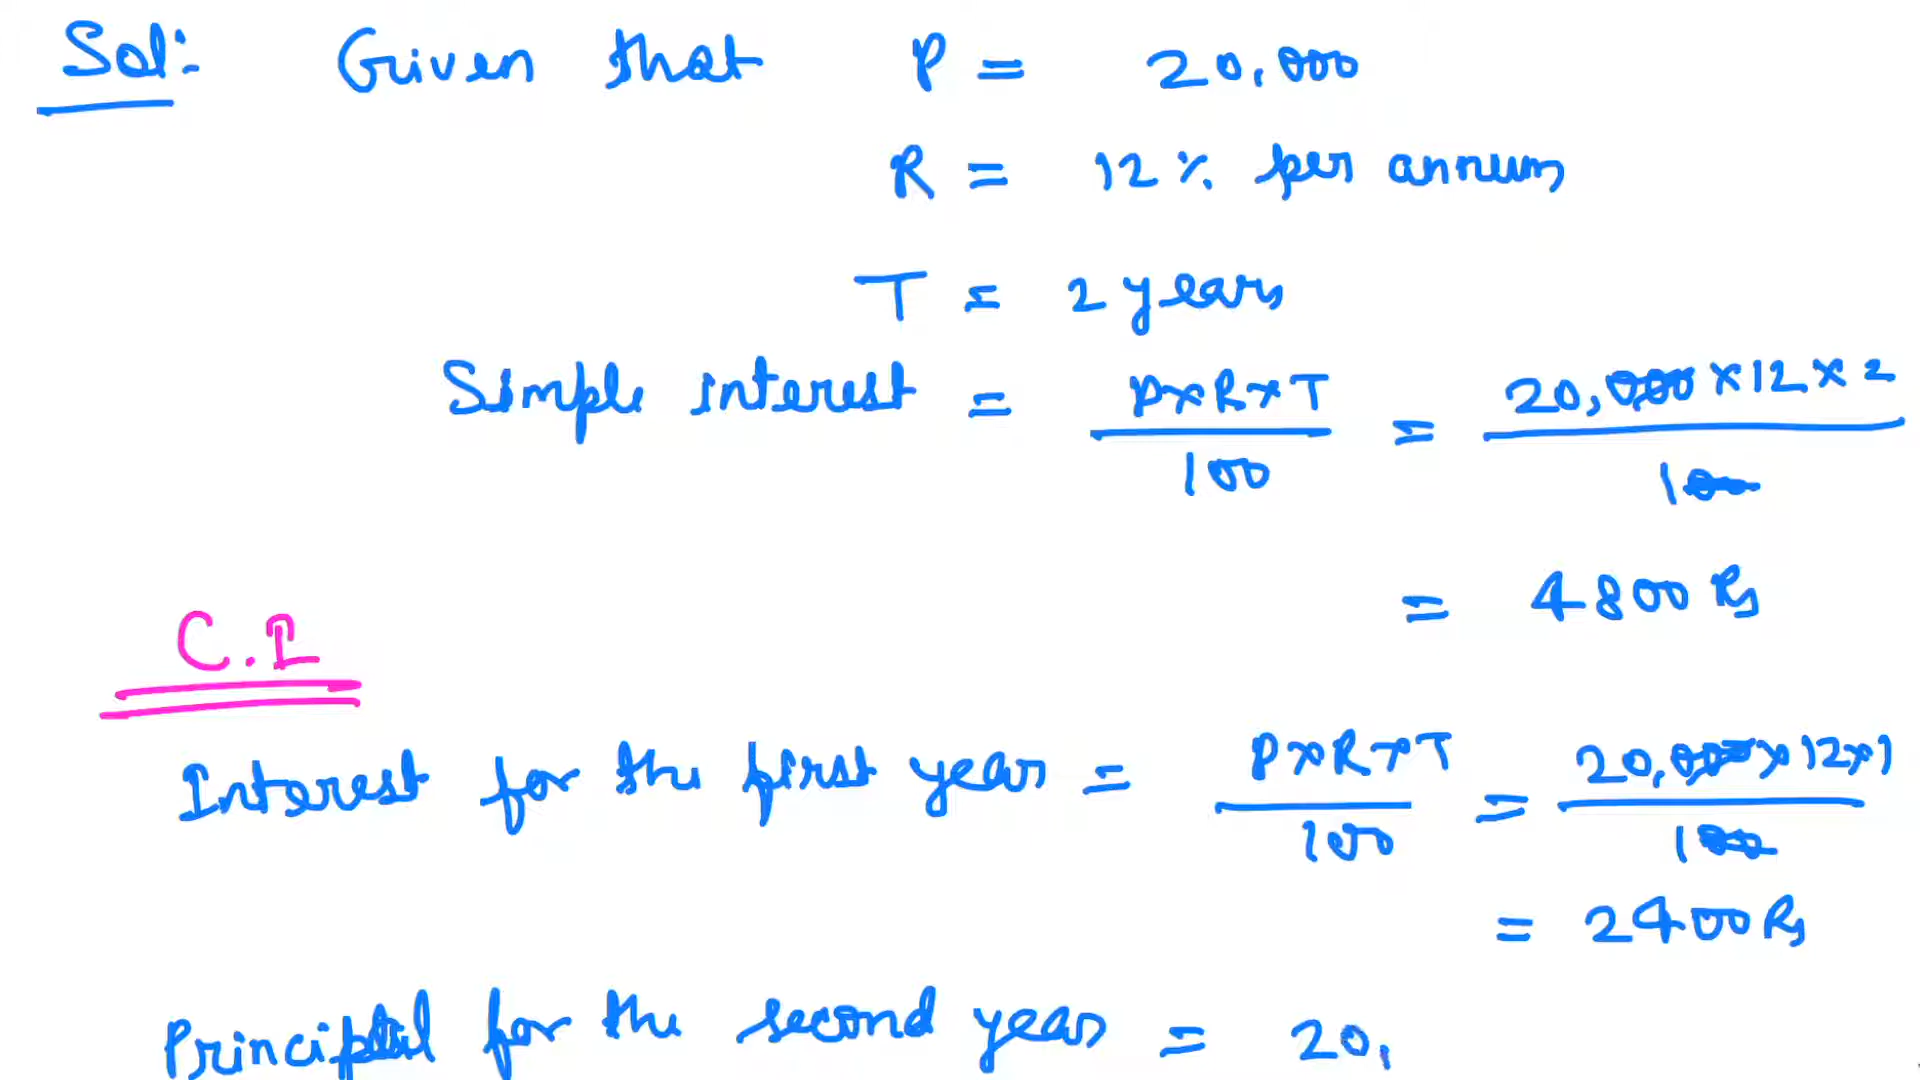 Sol: Given that P = 20,000
R = 12% per annum
T = 2 years
Simple interest = P×R×T/100 = 20,000×12×2/100
= 4800 Rs
C.I
Interest for the first year = P×R×T/100 = 20,000×12×1/100
= 2400 Rs
Principal for the second year = 20,